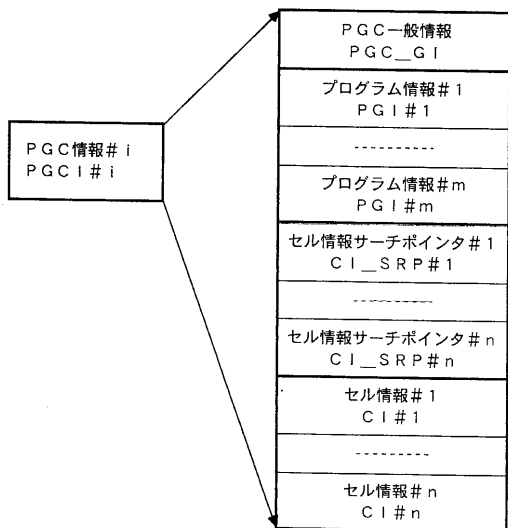 PGC情報#i
PGCI#i
PGC一般情報
PGC__GI
プログラム情報#1
PGI#1
----------
プログラム情報#m
PGI#m
セル情報サーチポインタ#1
CI__SRP#1
---------
セル情報サーチポインタ#n
CI__SRP#n
セル情報#1
CI#1
---------
セル情報#n
CI#n